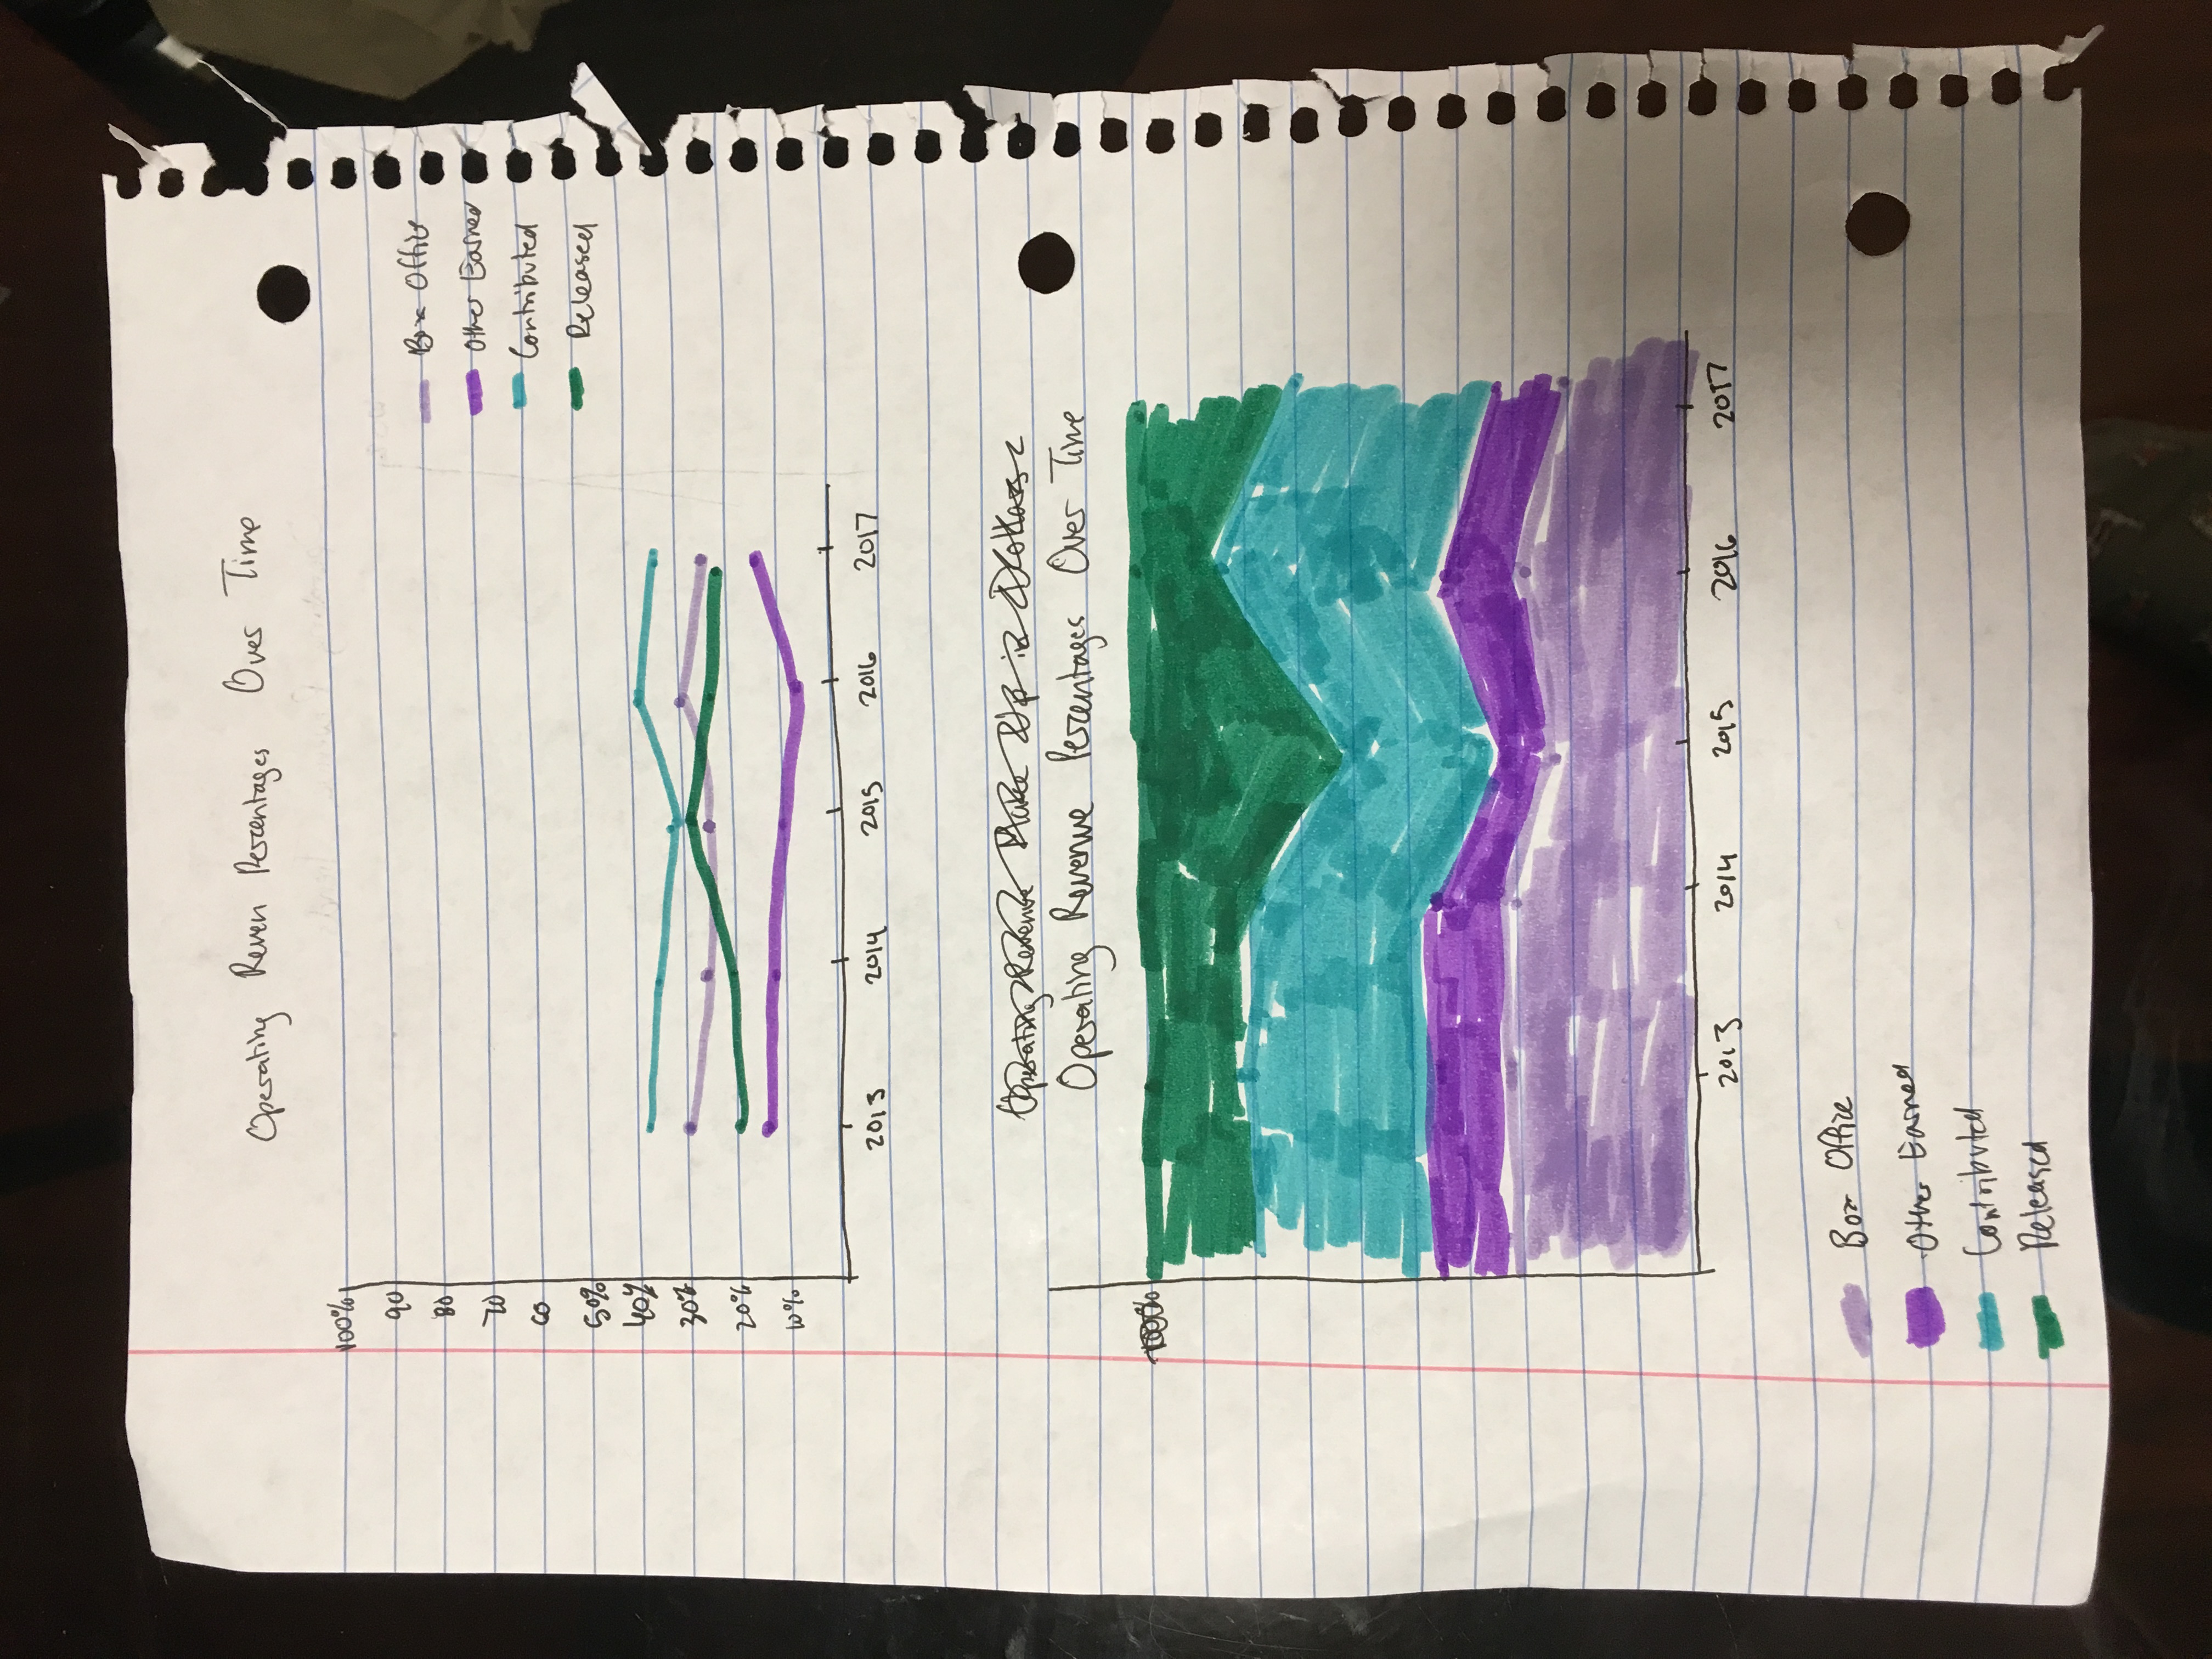 Operating Reven Percentages Over Time
100%
90
80
70
60
50%
40%
30%
20%
10%
Box Office
Other Earned
Contributed
Released
2013 2014 2015 2016 2017
Operating Revenue Make Up in Dollars
Operating Revenue Percentages Over Time
100%
2013 2014 2015 2016 2017
Box Office
Other Earned
Contributed
Released